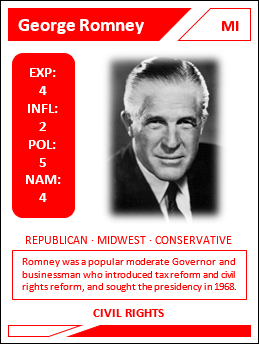 George Romney
MI
EXP:
4
INFL:
2
POL:
5
NAM:
4
REPUBLICAN · MIDWEST · CONSERVATIVE
Romney was a popular moderate Governor and
businessman who introduced tax reform and civil
rights reform, and sought the presidency in 1968.
CIVIL RIGHTS